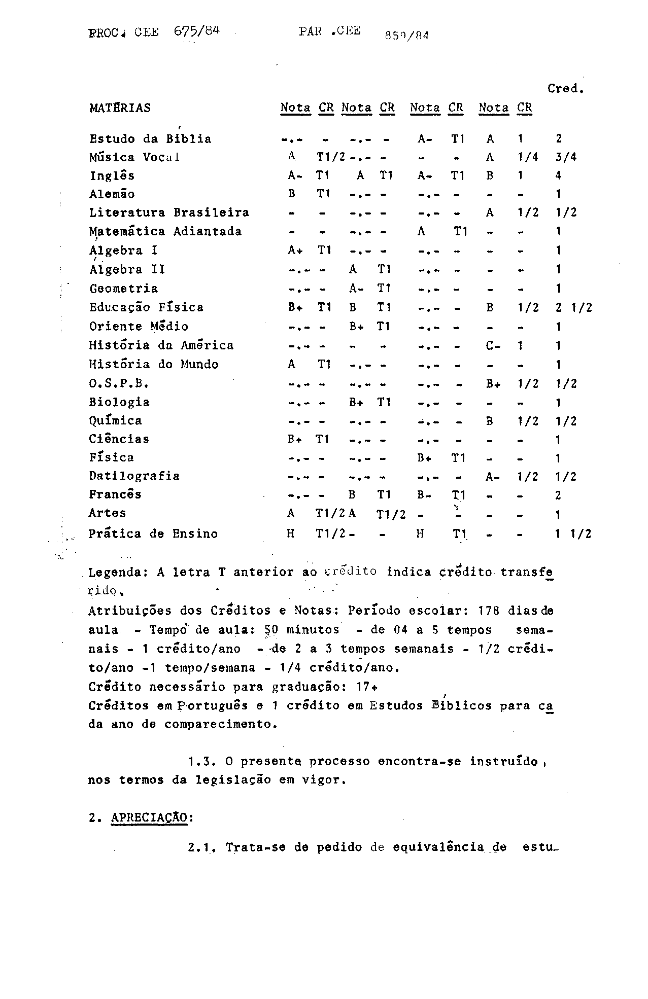 PROC. CEE 675/84 PAR .CEE 859/84
Cred.
MATÉRIAS Nota CR Nota CR Nota CR Nota CR
Estudo da Bíblia -.- - -.- - A- T1 A 1 2
Música Vocal A T1/2 -.- - - - A 1/4 3/4
Inglês A- T1 A T1 A- T1 B 1 4
Alemão B T1 -.- - -.- - - - 1
Literatura Brasileira - - -.- - -.- - A 1/2 1/2
Matemática Adiantada - - -.- - A T1 - - 1
Álgebra I A+ T1 -.- - -.- - - - 1
Álgebra II -.- - A T1 -.- - - - 1
Geometria -.- - A- T1 -.- - - - 1
Educação Física B+ T1 B T1 -.- - B 1/2 2 1/2
Oriente Médio -.- - B+ T1 -.- - - - 1
História da América -.- - - - -.- - C- 1 1
História do Mundo A T1 -.- - -.- - - - 1
O.S.P.B. -.- - -.- - -.- - B+ 1/2 1/2
Biologia -.- - B+ T1 -.- - - - 1
Química -.- - -.- - -.- - B 1/2 1/2
Ciências B+ T1 -.- - -.- - - - 1
Física -.- - -.- - B+ T1 - - 1
Datilografia -.- - -.- - -.- - A- 1/2 1/2
Francês -.- - B T1 B- T1 - - 2
Artes A T1/2 A T1/2 - - - - 1
Prática de Ensino H T1/2 - - H T1 - - 1 1/2
Legenda: A letra T anterior ao crédito indica crédito transfe
rido.
Atribuições dos Créditos e Notas: Período escolar: 178 dias de
aula - Tempo de aula: 50 minutos - de 04 a 5 tempos sema-
nais - 1 crédito/ano - de 2 a 3 tempos semanais - 1/2 crédi-
to/ano -1 tempo/semana - 1/4 crédito/ano.
Crédito necessário para graduação: 17+
Créditos em Português e 1 crédito em Estudos Bíblicos para ca
da ano de comparecimento.
1.3. O presente processo encontra-se instruído,
nos termos da legislação em vigor.
2. APRECIAÇÃO:
2.1. Trata-se de pedido de equivalência de estu-